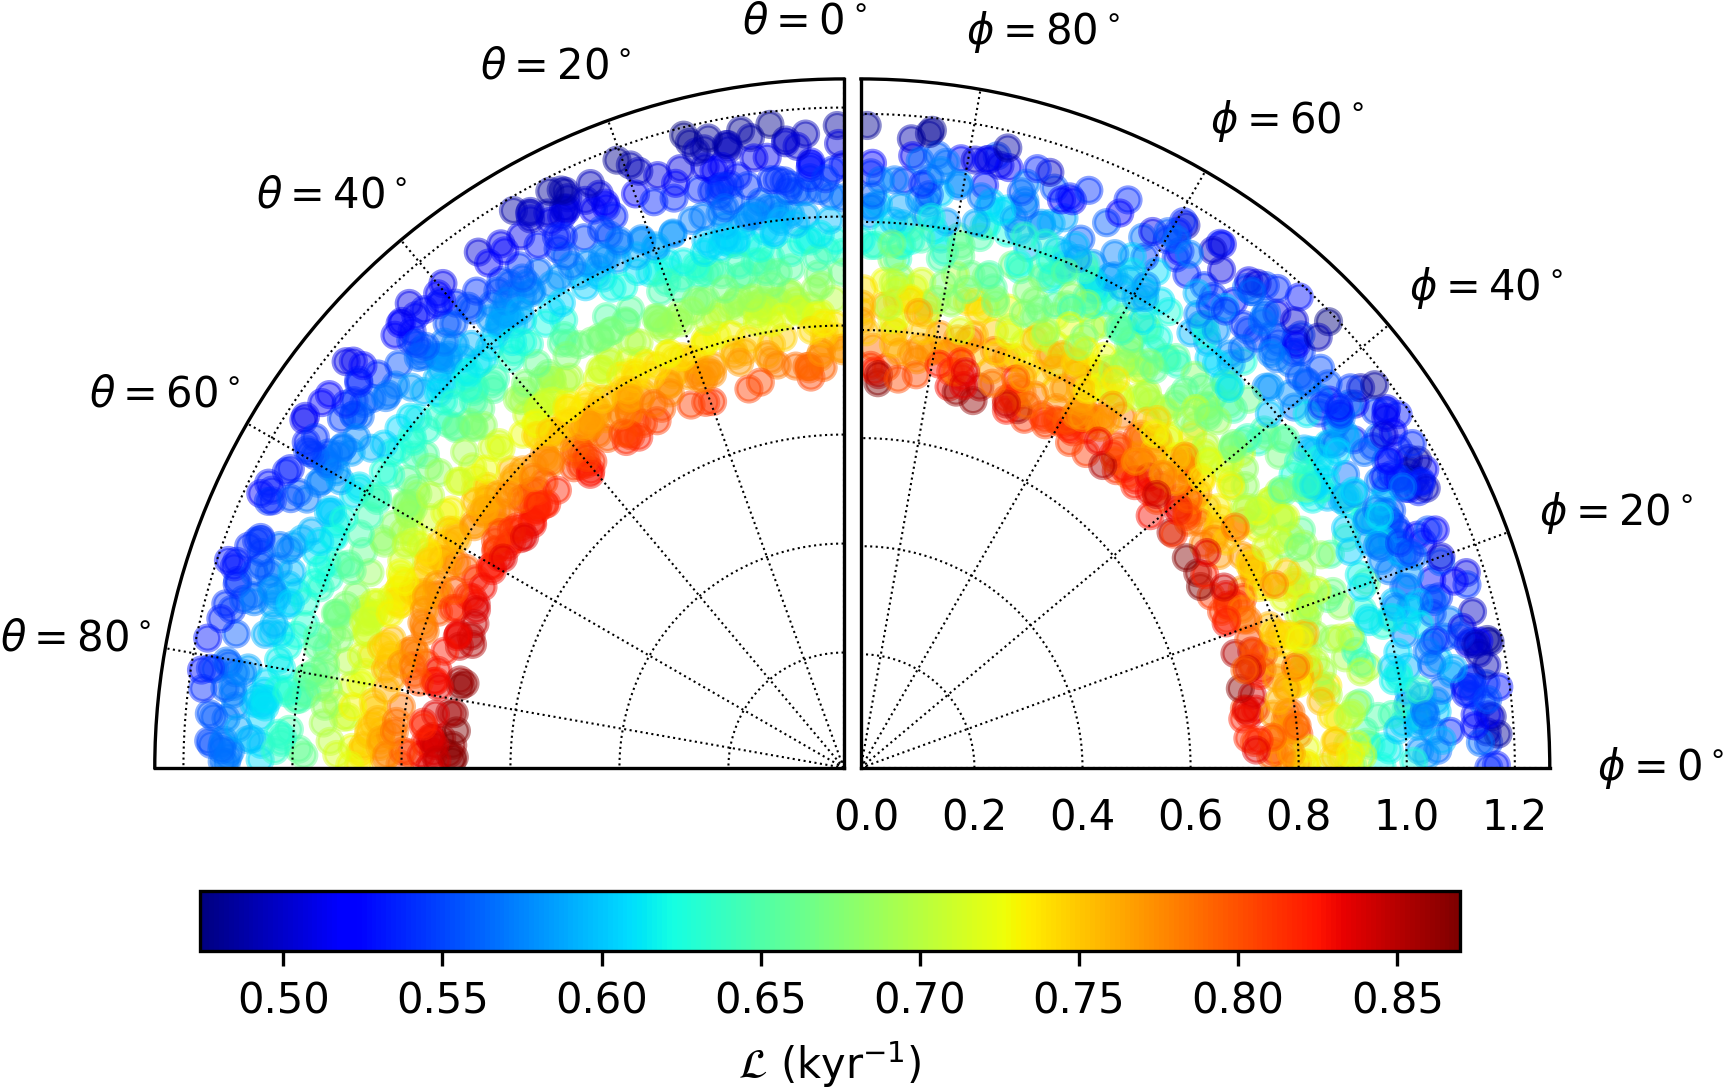 θ = 0°
ϕ = 80°
θ = 20°
ϕ = 60°
θ = 40°
ϕ = 40°
θ = 60°
ϕ = 20°
θ = 80°
ϕ = 0°
0.0 0.2 0.4 0.6 0.8 1.0 1.2
0.50 0.55 0.60 0.65 0.70 0.75 0.80 0.85
ℒ (kyr⁻¹)